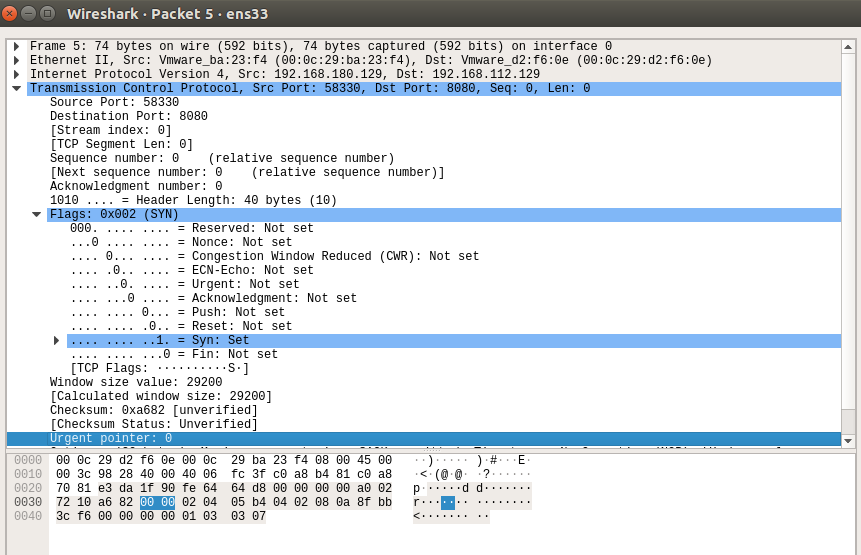 Wireshark · Packet 5 · ens33
Frame 5: 74 bytes on wire (592 bits), 74 bytes captured (592 bits) on interface 0
Ethernet II, Src: Vmware_ba:23:f4 (00:0c:29:ba:23:f4), Dst: Vmware_d2:f6:0e (00:0c:29:d2:f6:0e)
Internet Protocol Version 4, Src: 192.168.180.129, Dst: 192.168.112.129
Transmission Control Protocol, Src Port: 58330, Dst Port: 8080, Seq: 0, Len: 0
Source Port: 58330
Destination Port: 8080
[Stream index: 0]
[TCP Segment Len: 0]
Sequence number: 0    (relative sequence number)
[Next sequence number: 0    (relative sequence number)]
Acknowledgment number: 0
1010 .... = Header Length: 40 bytes (10)
Flags: 0x002 (SYN)
000. .... .... = Reserved: Not set
...0 .... .... = Nonce: Not set
.... 0... .... = Congestion Window Reduced (CWR): Not set
.... .0.. .... = ECN-Echo: Not set
.... ..0. .... = Urgent: Not set
.... ...0 .... = Acknowledgment: Not set
.... .... 0... = Push: Not set
.... .... .0.. = Reset: Not set
.... .... ..1. = Syn: Set
.... .... ...0 = Fin: Not set
[TCP Flags: ··········S·]
Window size value: 29200
[Calculated window size: 29200]
Checksum: 0xa682 [unverified]
[Checksum Status: Unverified]
Urgent pointer: 0
0000 00 0c 29 d2 f6 0e 00 0c 29 ba 23 f4 08 00 45 00 ··)····· )·#···E·
0010 3c 98 28 40 00 40 06 fc 3f c0 a8 b4 81 c0 a8 ·<·(@·@· ·?······
0020 70 81 e3 da 1f 90 fe 64 64 d8 00 00 00 00 a0 02 p······d d·······
0030 72 10 a6 82 00 00 02 04 05 b4 04 02 08 0a 8f bb r······· ········
0040 3c f6 00 00 00 00 01 03 03 07 <······· ··